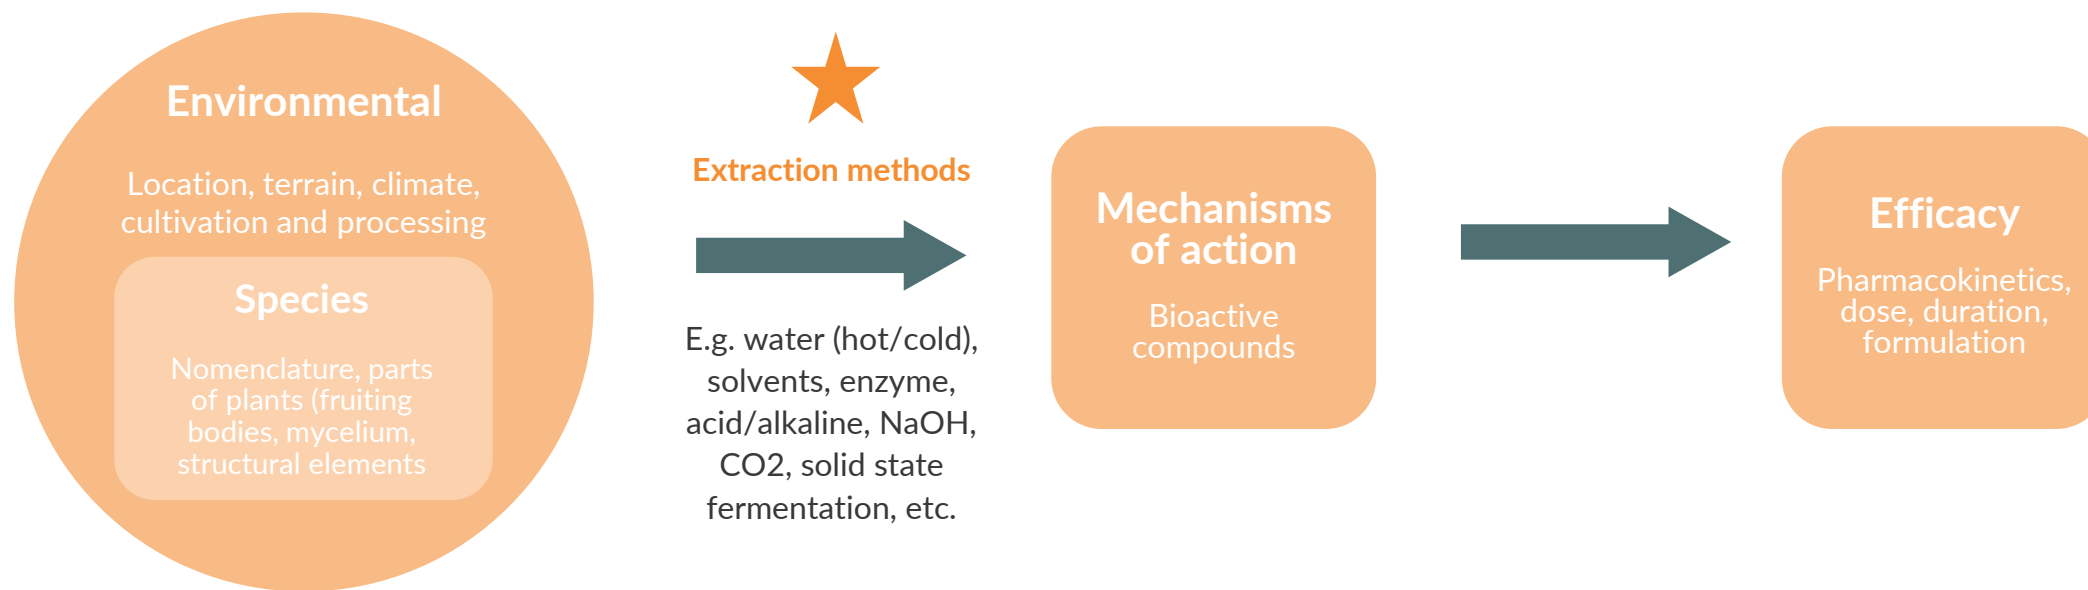 Environmental
Location, terrain, climate,
cultivation and processing
Species
Nomenclature, parts
of plants (fruiting
bodies, mycelium,
structural elements
Extraction methods
E.g. water (hot/cold),
solvents, enzyme,
acid/alkaline, NaOH,
CO2, solid state
fermentation, etc.
Mechanisms
of action
Bioactive
compounds
Efficacy
Pharmacokinetics,
dose, duration,
formulation